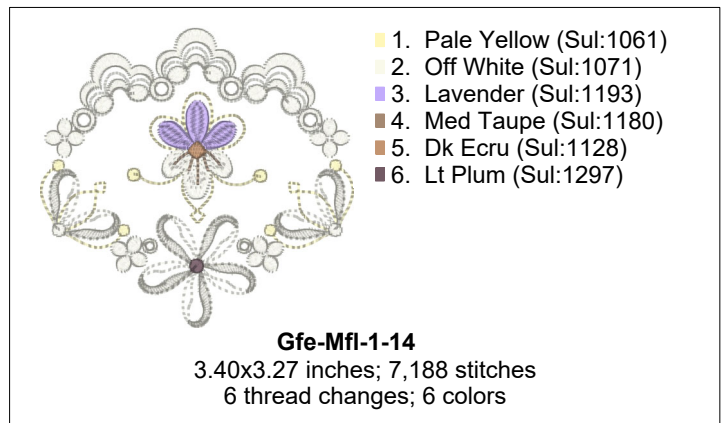 1. Pale Yellow (Sul:1061)
2. Off White (Sul:1071)
3. Lavender (Sul:1193)
4. Med Taupe (Sul:1180)
5. Dk Ecru (Sul:1128)
6. Lt Plum (Sul:1297)
Gfe-Mfl-1-14
3.40x3.27 inches; 7,188 stitches
6 thread changes; 6 colors